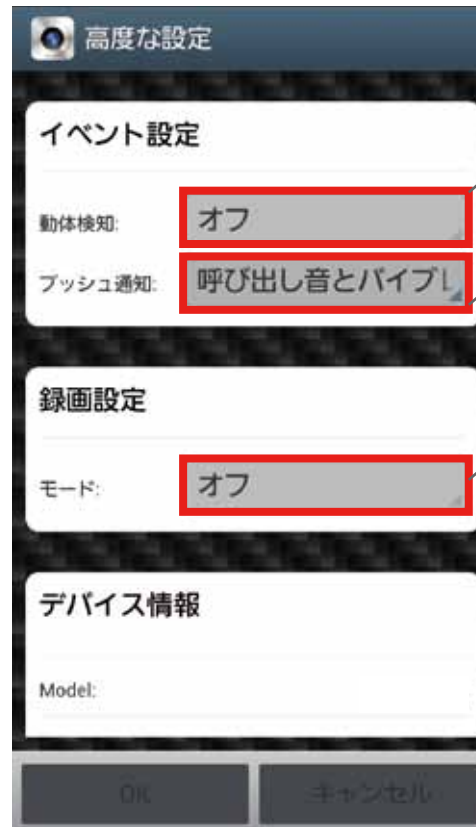 高度な設定
イベント設定
動体検知: オフ
プッシュ通知: 呼び出し音とバイブレ
録画設定
モード: オフ
デバイス情報
Model:
OK キャンセル